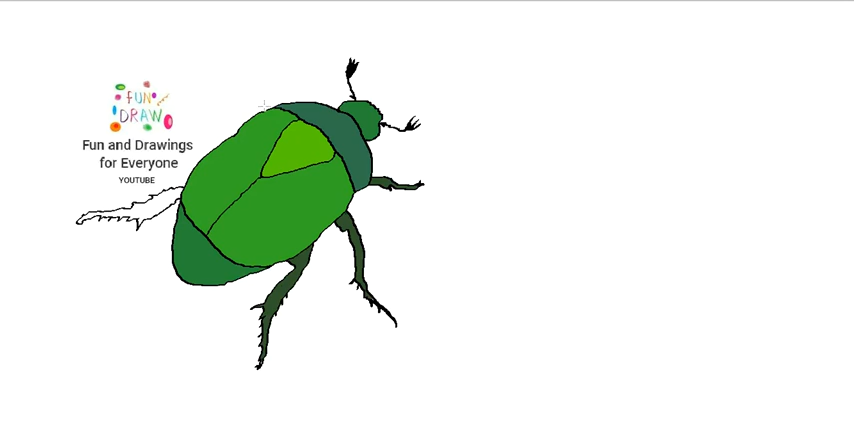 FUN
DRAW
Fun and Drawings
for Everyone
YOUTUBE